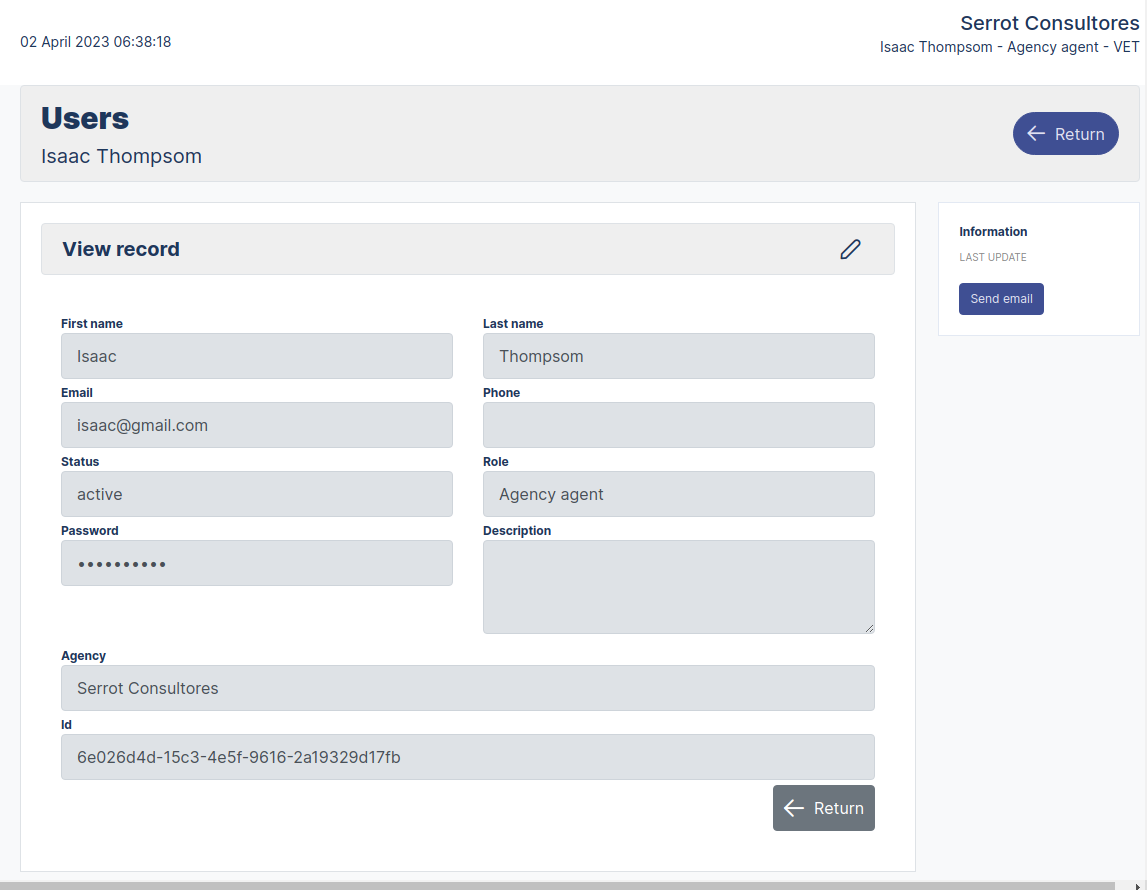 Serrot Consultores
02 April 2023 06:38:18
Isaac Thompsom - Agency agent - VET
Users
Isaac Thompsom
Return
View record
Information
LAST UPDATE
Send email
First name
Last name
Isaac
Thompsom
Email
Phone
isaac@gmail.com
Status
Role
active
Agency agent
Password
Description
••••••••••
Agency
Serrot Consultores
Id
6e026d4d-15c3-4e5f-9616-2a19329d17fb
Return